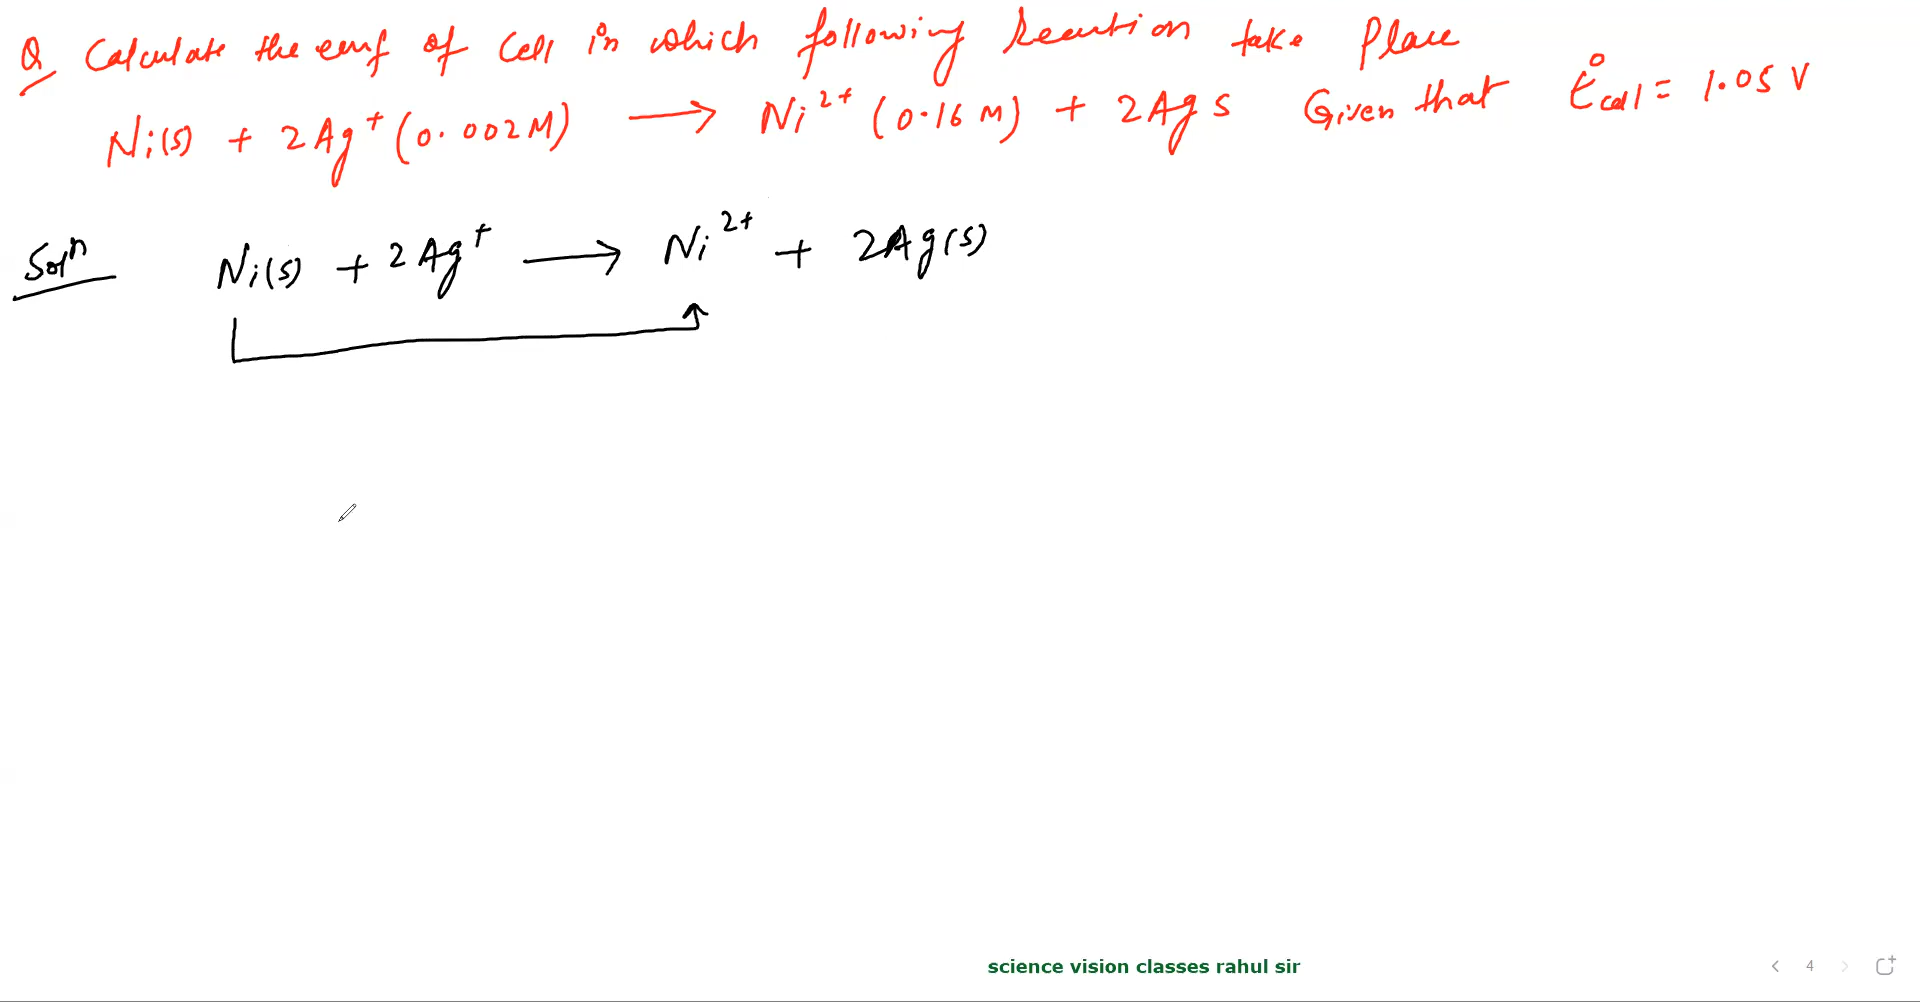 Q Calculate the emf of Cell in which following reaction take Place
Ni(s) + 2Ag⁺ (0.002M) ⟶ Ni²⁺ (0.16 M) + 2Ag s Given that E°cell = 1.05 V
Solⁿ Ni(s) + 2Ag⁺ ⟶ Ni²⁺ + 2Ag(s)
science vision classes rahul sir
4